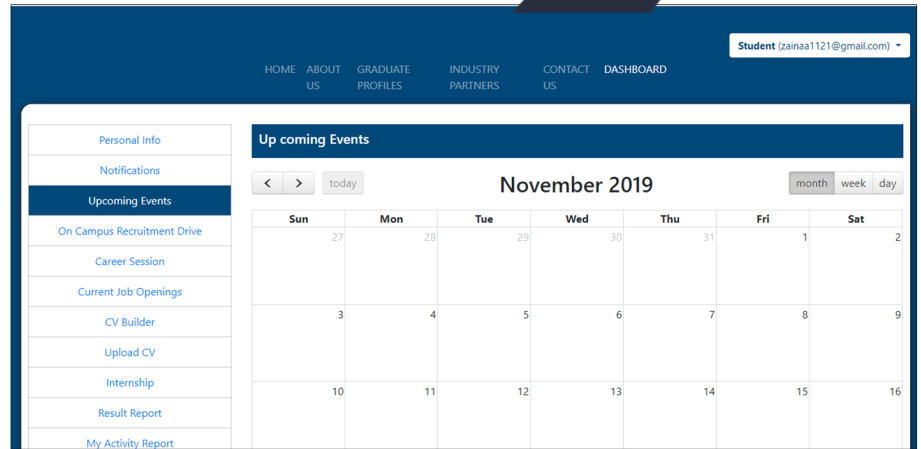 Student (zainaa1121@gmail.com)
HOME ABOUT US GRADUATE PROFILES INDUSTRY PARTNERS CONTACT US DASHBOARD
Personal Info
Notifications
Upcoming Events
On Campus Recruitment Drive
Career Session
Current Job Openings
CV Builder
Upload CV
Internship
Result Report
My Activity Report
Up coming Events
< > today
November 2019
month week day
Sun Mon Tue Wed Thu Fri Sat
27 28 29 30 31 1 2
3 4 5 6 7 8 9
10 11 12 13 14 15 16